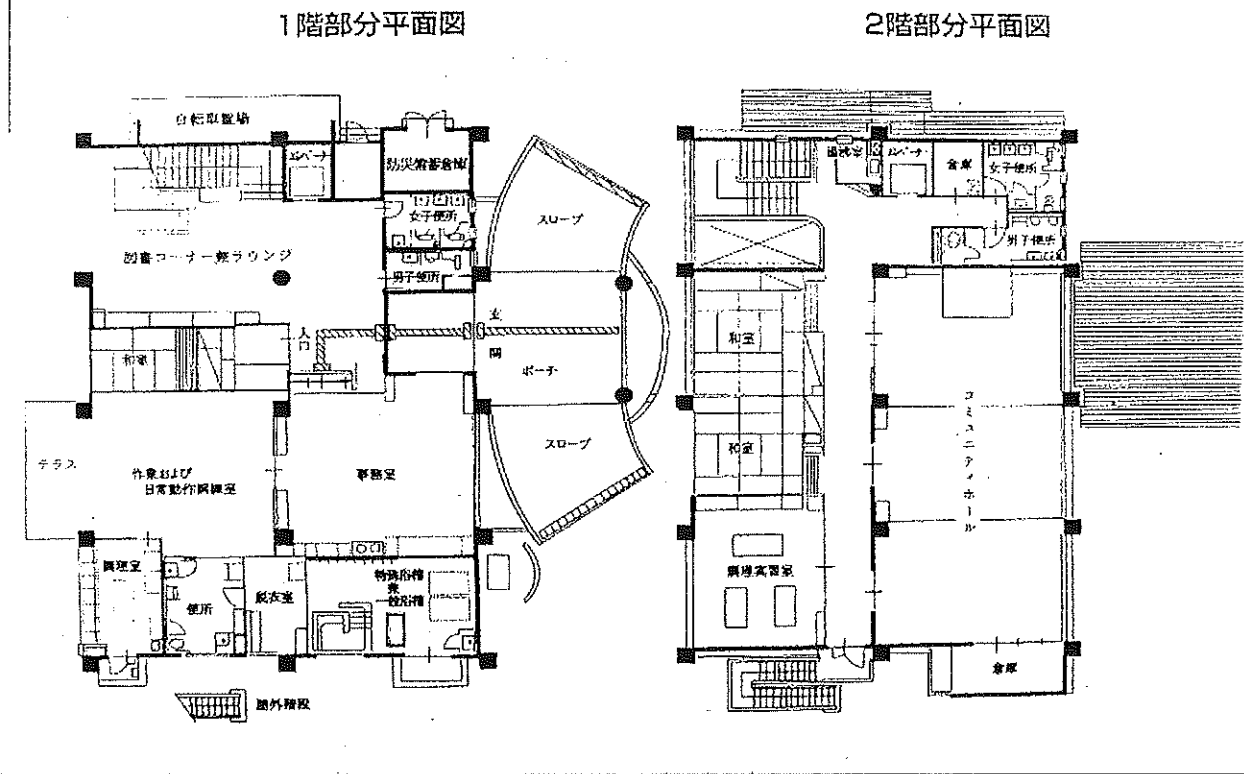 1階部分平面図
2階部分平面図
自転車置場
エレベータ
防災備蓄倉庫
女子便所
スロープ
図書コーナー兼ラウンジ
男子便所
玄関
入口
和室
ポーチ
テラス
作業および
日常動作訓練室
事務室
スロープ
調理室
便所
脱衣室
特殊浴槽
兼
一般浴槽
屋外階段
湯沸室
エレベータ
倉庫
女子便所
男子便所
和室
和室
コミュニティホール
調理実習室
倉庫